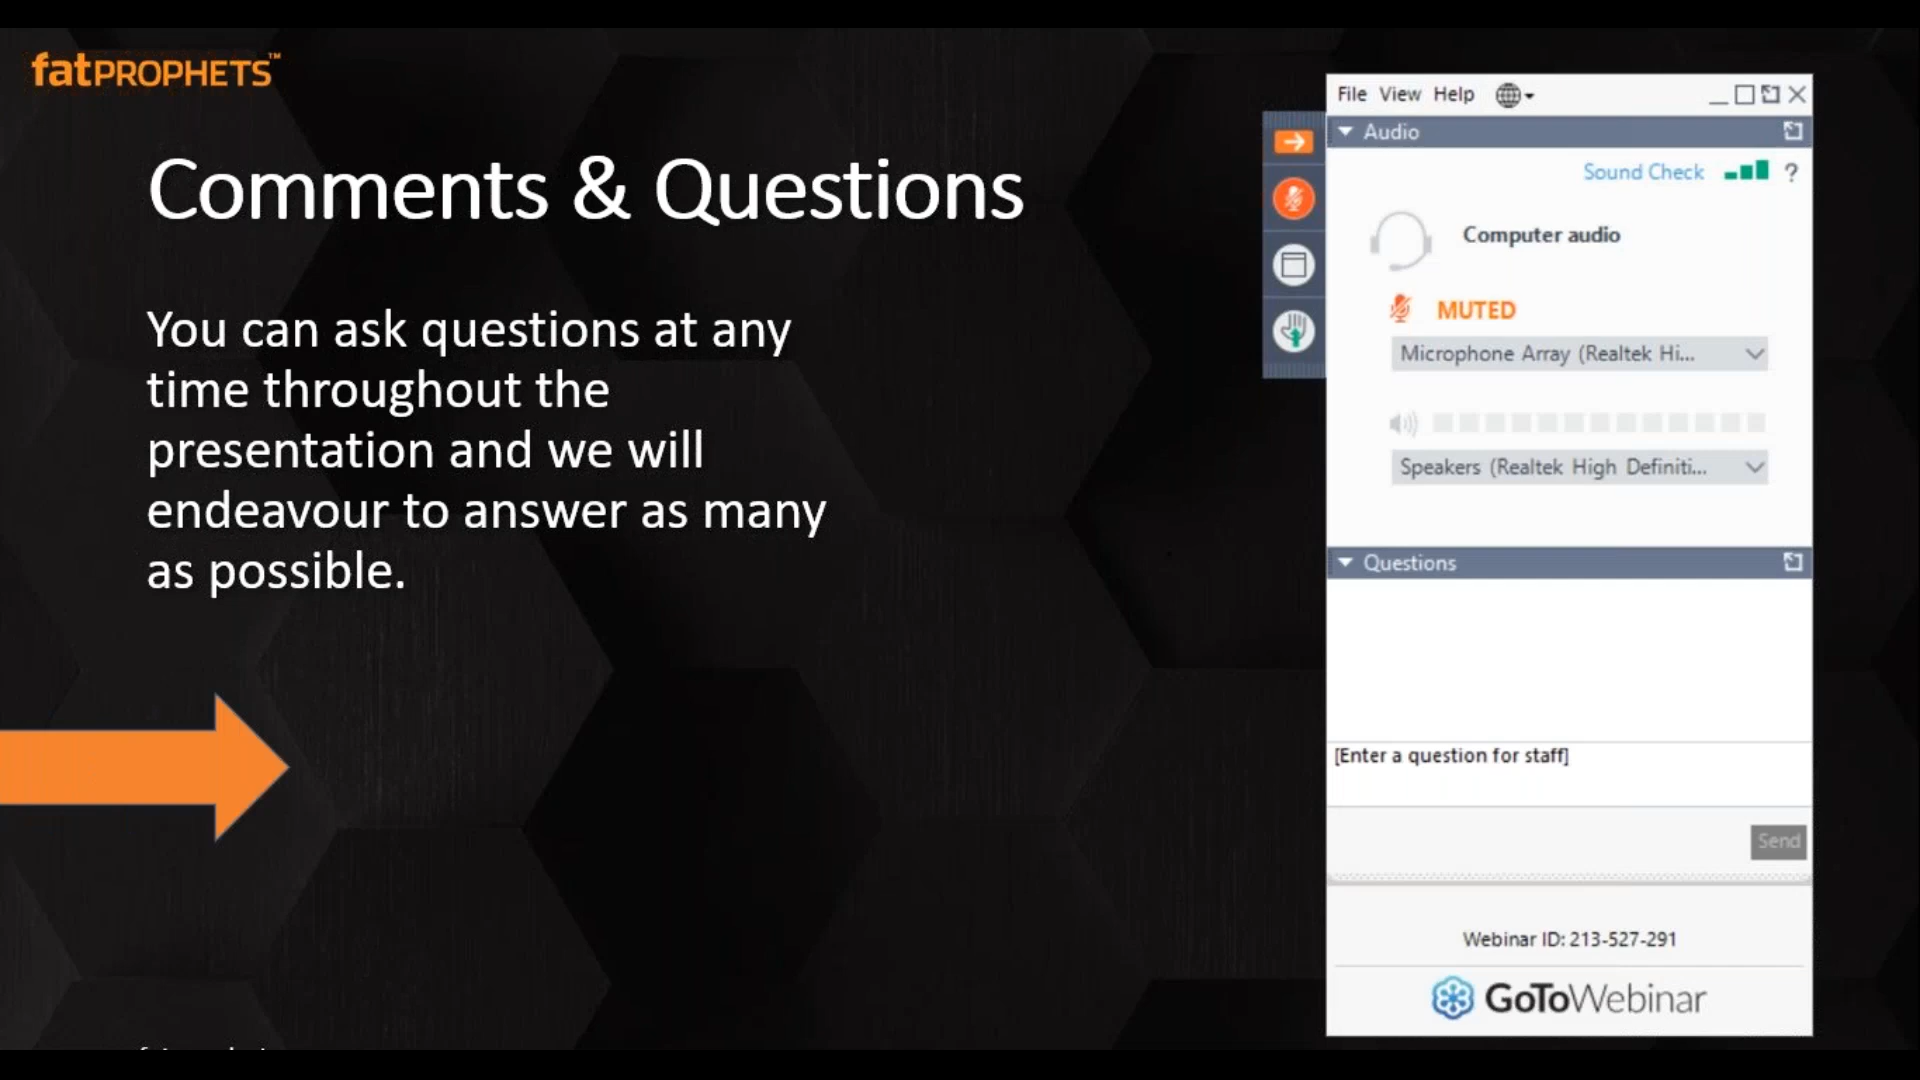 fatPROPHETS™
Comments & Questions
You can ask questions at any
time throughout the
presentation and we will
endeavour to answer as many
as possible.
File View Help
Audio
Sound Check ?
Computer audio
MUTED
Microphone Array (Realtek Hi...
Speakers (Realtek High Definiti...
Questions
[Enter a question for staff]
Send
Webinar ID: 213-527-291
GoToWebinar